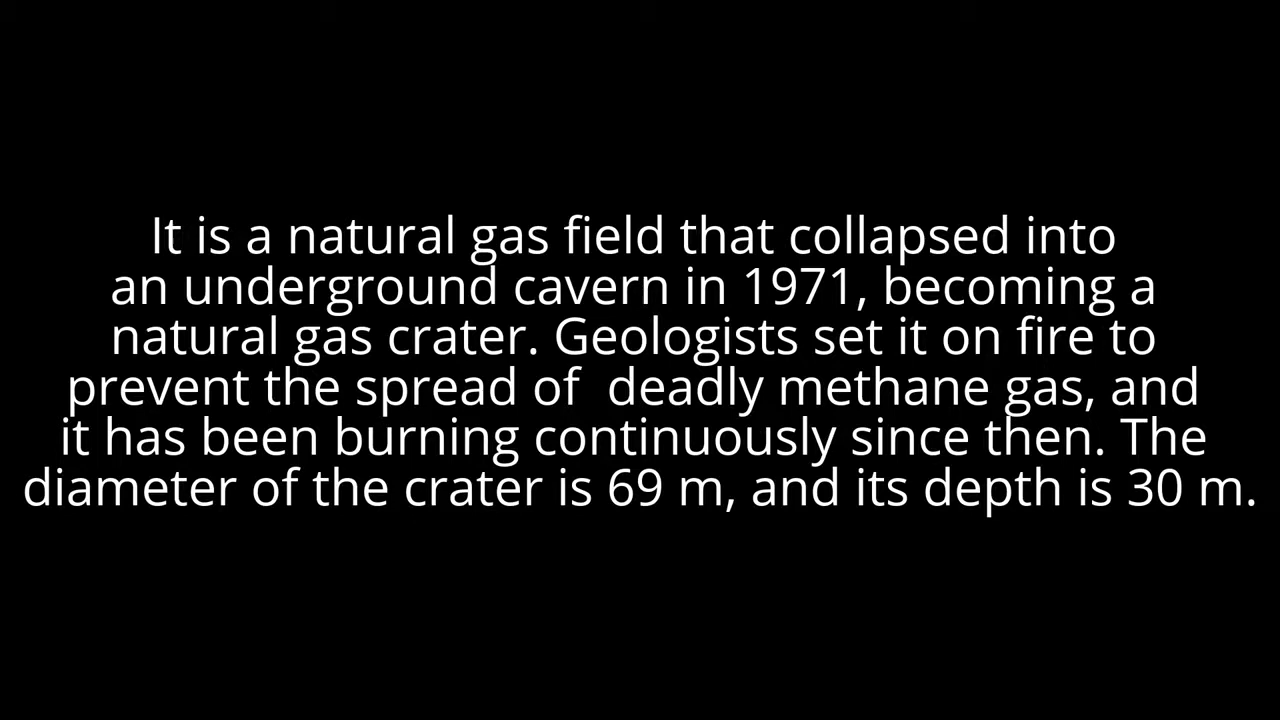 It is a natural gas field that collapsed into
an underground cavern in 1971, becoming a
natural gas crater. Geologists set it on fire to
prevent the spread of  deadly methane gas, and
it has been burning continuously since then. The
diameter of the crater is 69 m, and its depth is 30 m.